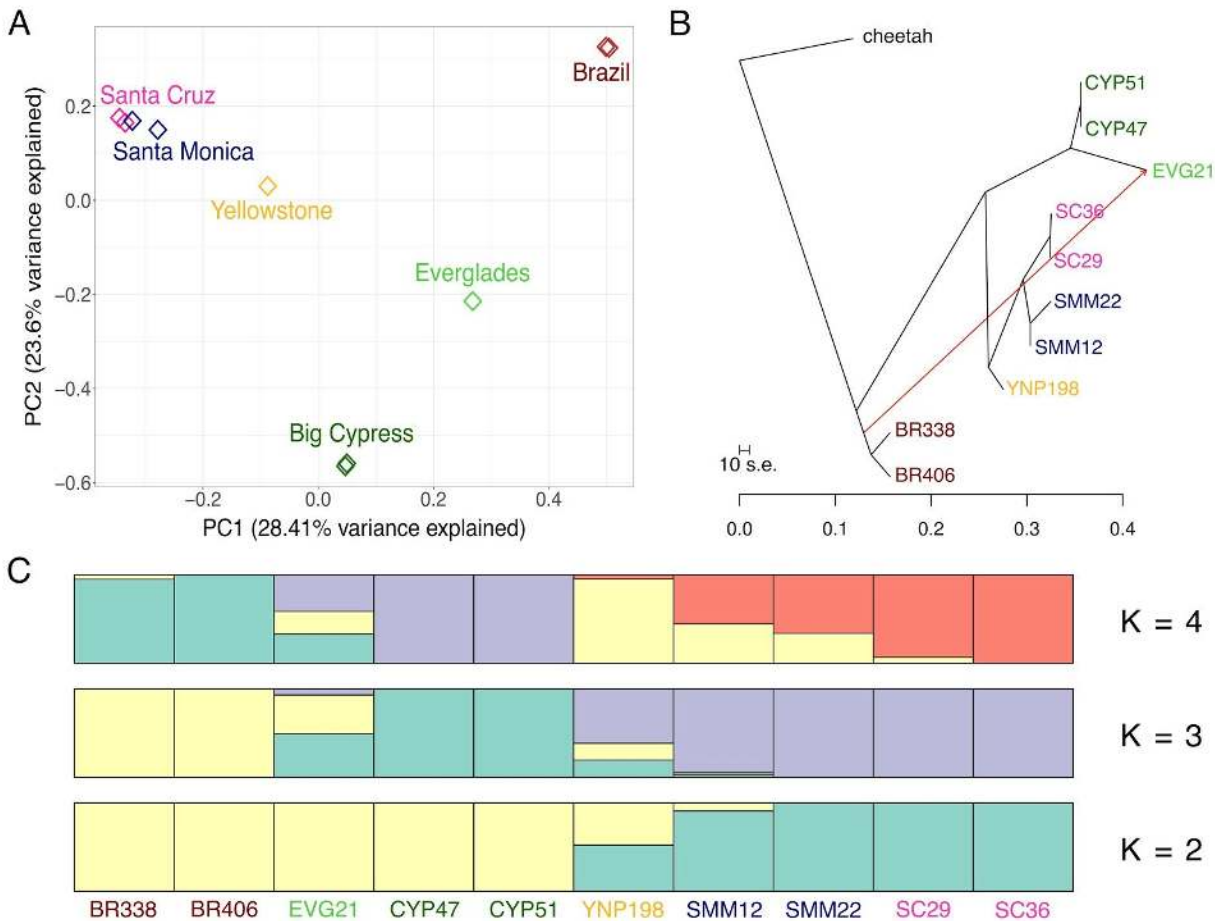 A
PC2 (23.6% variance explained)
0.2
0.0
−0.2
−0.4
−0.6
Brazil
Santa Cruz
Santa Monica
Yellowstone
Everglades
Big Cypress
−0.2
0.0
0.2
0.4
PC1 (28.41% variance explained)
B
cheetah
CYP51
CYP47
EVG21
SC36
SC29
SMM22
SMM12
YNP198
BR338
BR406
10 s.e.
0.0
0.1
0.2
0.3
0.4
C
K = 4
K = 3
K = 2
BR338
BR406
EVG21
CYP47
CYP51
YNP198
SMM12
SMM22
SC29
SC36